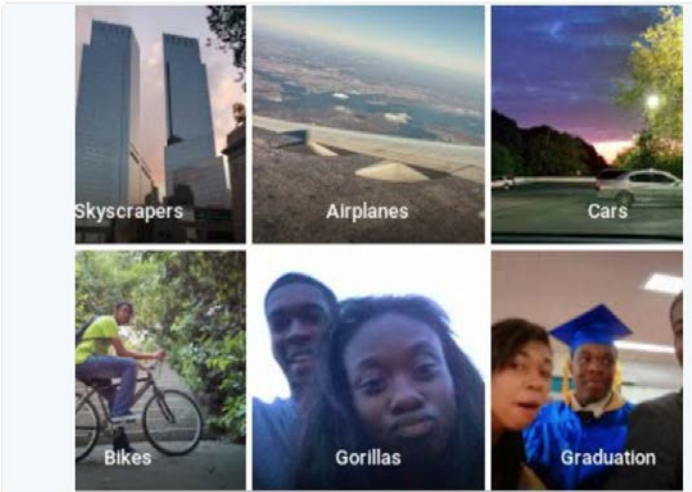 Skyscrapers
Airplanes
Cars
Bikes
Gorillas
Graduation